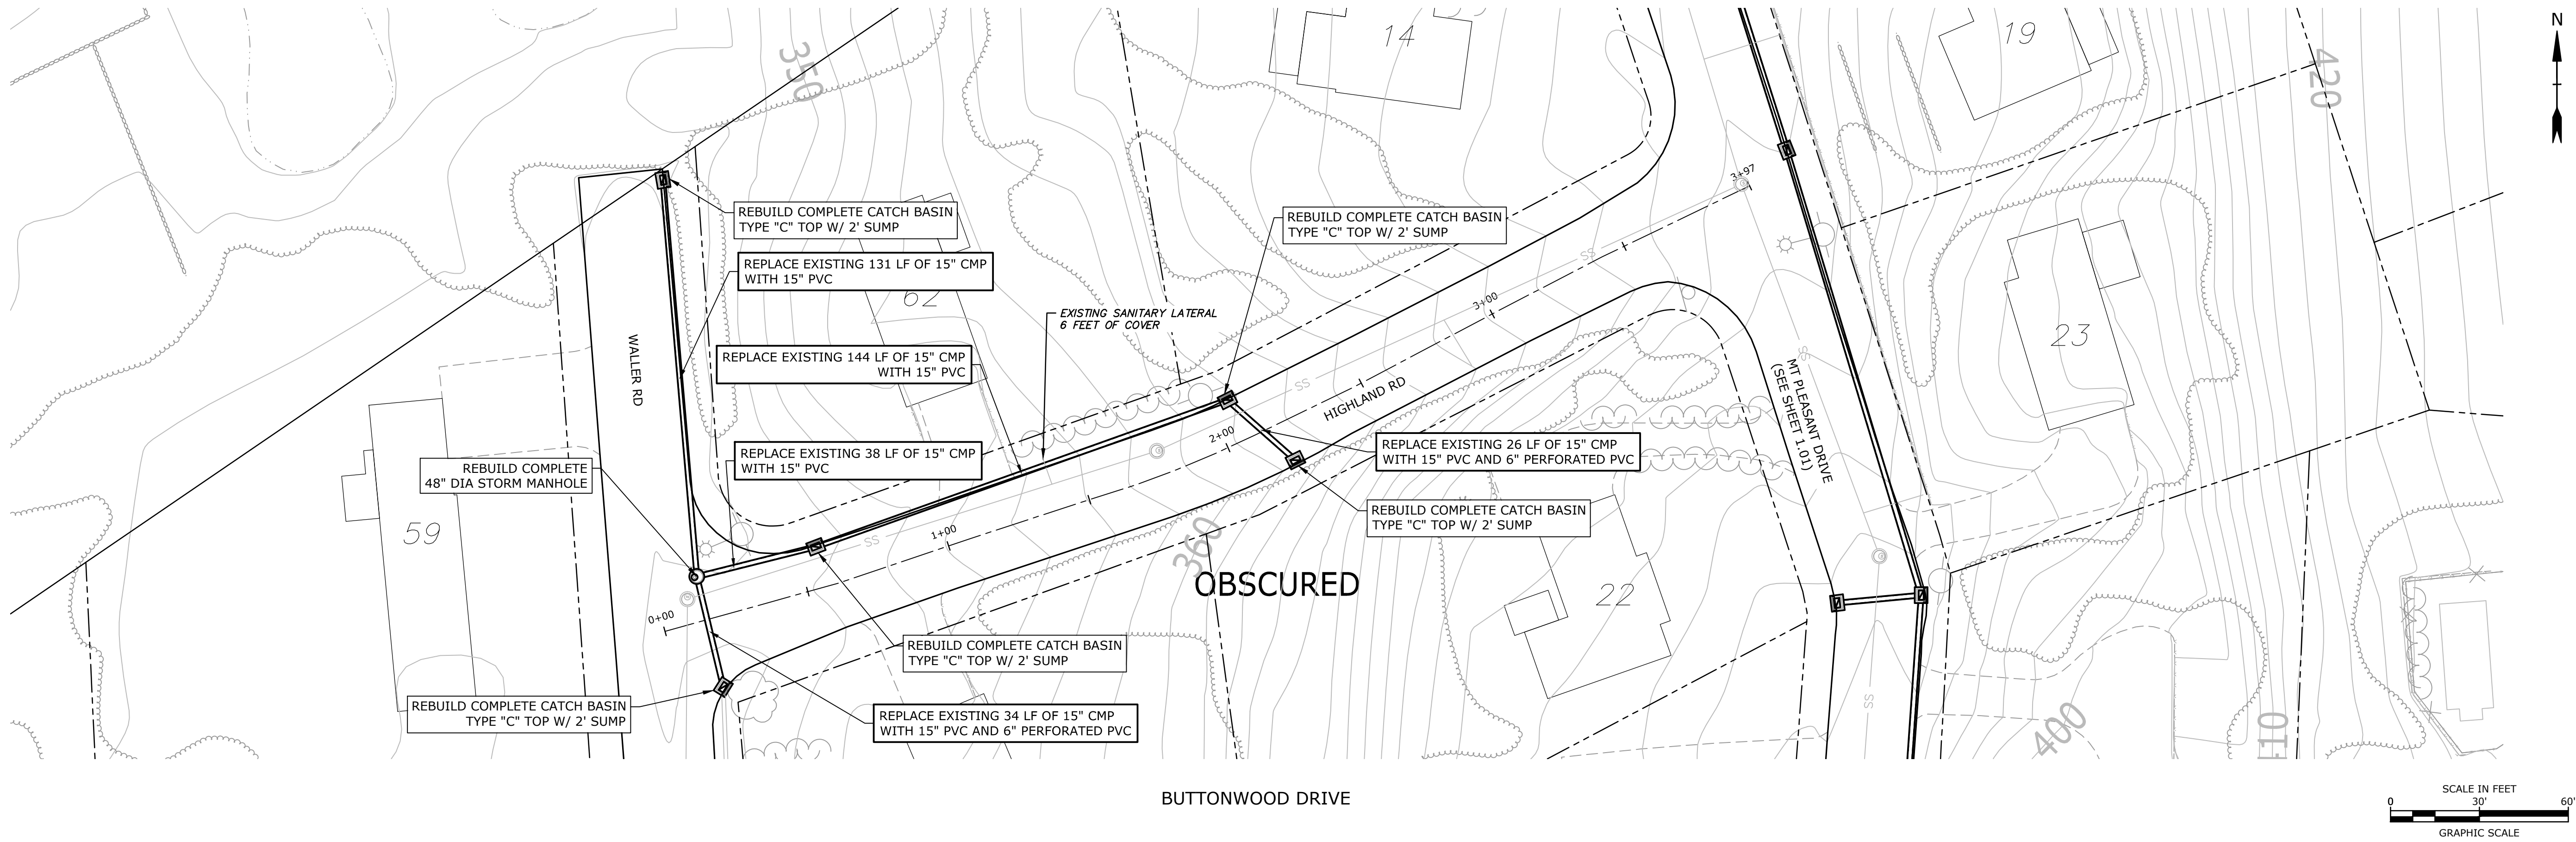 N
350
14
19
420
3+97
REBUILD COMPLETE CATCH BASIN
TYPE "C" TOP W/ 2' SUMP
REBUILD COMPLETE CATCH BASIN
TYPE "C" TOP W/ 2' SUMP
REPLACE EXISTING 131 LF OF 15" CMP
WITH 15" PVC
62
SS
3+00
EXISTING SANITARY LATERAL
6 FEET OF COVER
23
WALLER RD
REPLACE EXISTING 144 LF OF 15" CMP
WITH 15" PVC
SS
HIGHLAND RD
SS
MT PLEASANT DRIVE
(SEE SHEET 1.01)
2+00
REPLACE EXISTING 38 LF OF 15" CMP
WITH 15" PVC
REPLACE EXISTING 26 LF OF 15" CMP
WITH 15" PVC AND 6" PERFORATED PVC
REBUILD COMPLETE
48" DIA STORM MANHOLE
REBUILD COMPLETE CATCH BASIN
TYPE "C" TOP W/ 2' SUMP
59
SS
1+00
360
OBSCURED
22
0+00
REBUILD COMPLETE CATCH BASIN
TYPE "C" TOP W/ 2' SUMP
REBUILD COMPLETE CATCH BASIN
TYPE "C" TOP W/ 2' SUMP
REPLACE EXISTING 34 LF OF 15" CMP
WITH 15" PVC AND 6" PERFORATED PVC
SS
400
410
BUTTONWOOD DRIVE
SCALE IN FEET
0 30' 60'
GRAPHIC SCALE